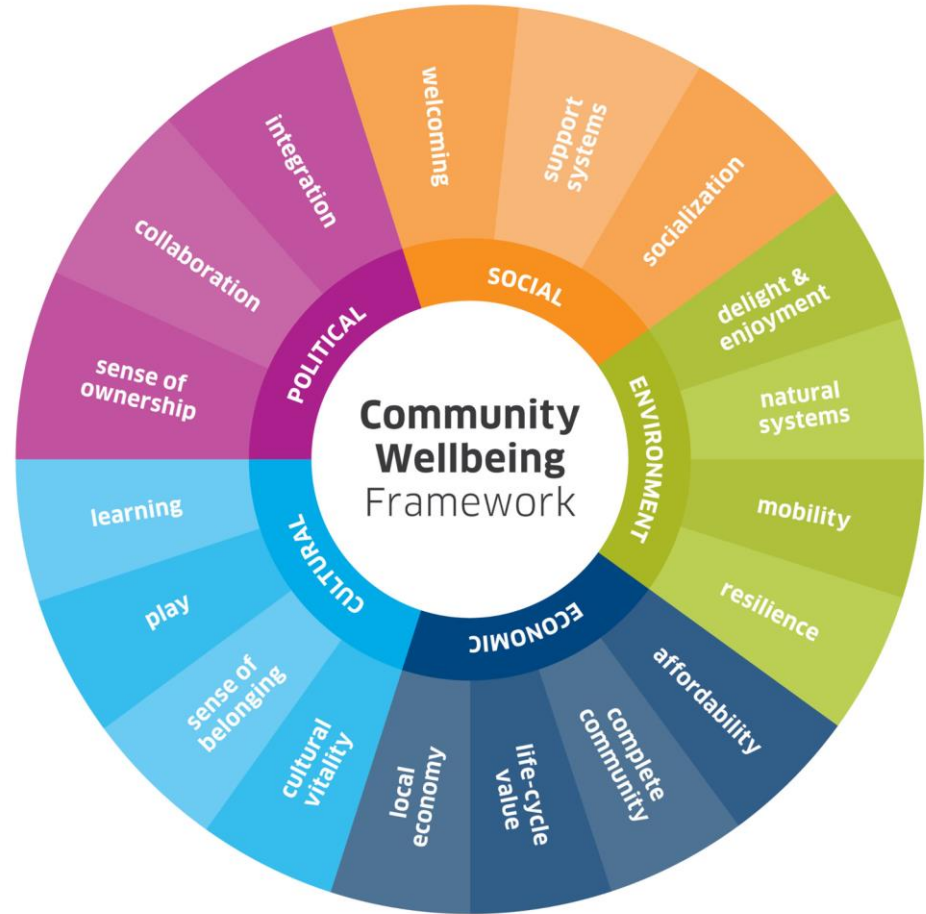 Community
Wellbeing
Framework
SOCIAL
welcoming
support
systems
socialization
ENVIRONMENT
delight &
enjoyment
natural
systems
mobility
resilience
ECONOMIC
affordability
complete
community
life-cycle
value
local
economy
CULTURAL
cultural
vitality
sense of
belonging
play
learning
POLITICAL
sense of
ownership
collaboration
integration